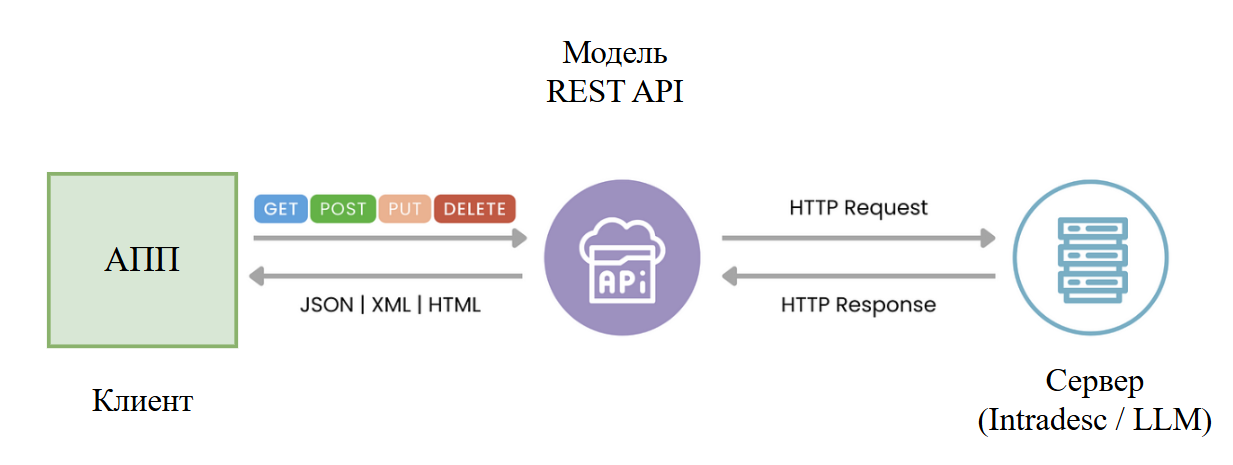 Модель
REST API
GET POST PUT DELETE
HTTP Request
АПП
API
JSON | XML | HTML
HTTP Response
Клиент
Сервер
(Intradesc / LLM)